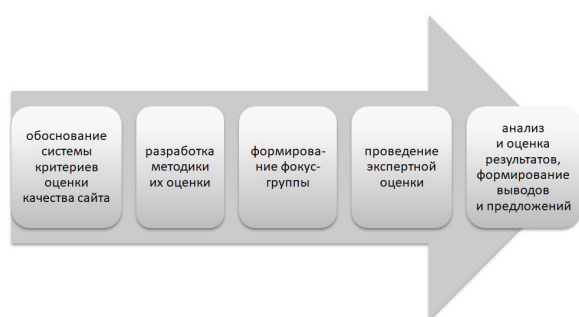 обоснование
системы
критериев
оценки
качества сайта
разработка
методики
их оценки
формирова-
ние фокус-
группы
проведение
экспертной
оценки
анализ
и оценка
результатов,
формирование
выводов
и предложений